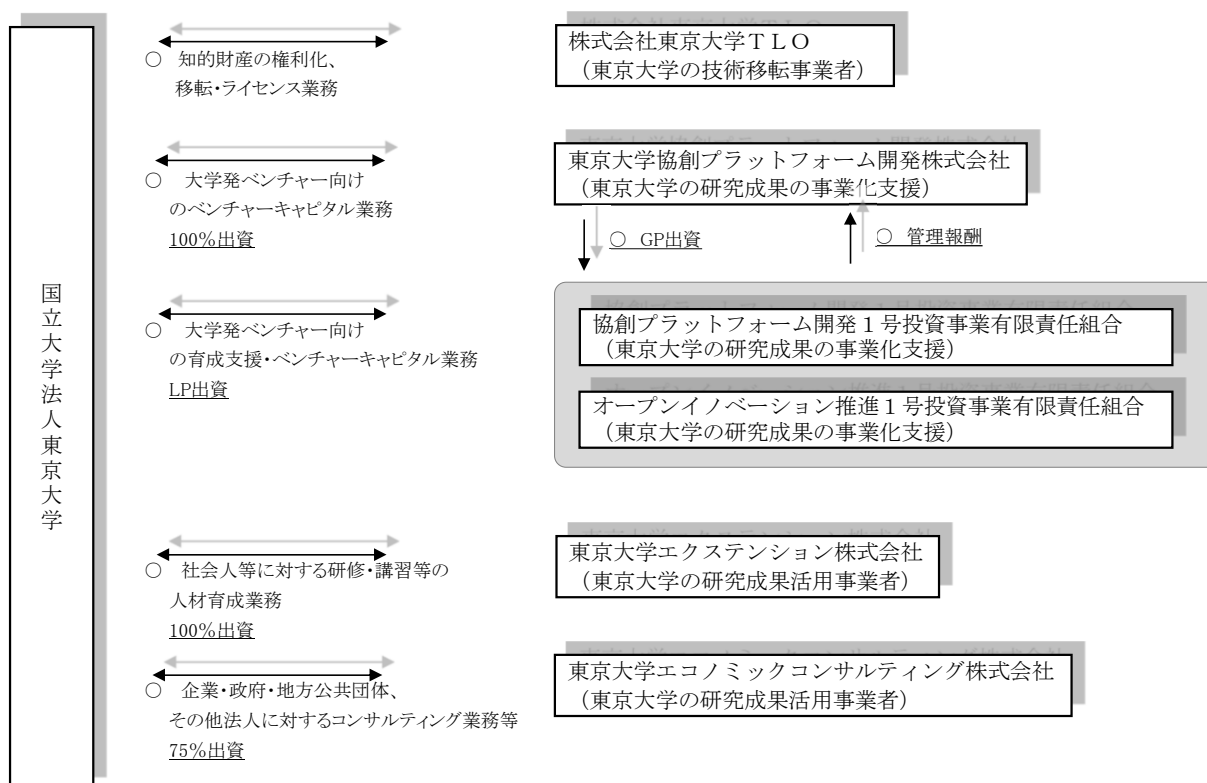 国立大学法人東京大学
○ 知的財産の権利化、
移転・ライセンス業務
株式会社東京大学ＴＬＯ
（東京大学の技術移転事業者）
○ 大学発ベンチャー向け
のベンチャーキャピタル業務
100%出資
東京大学協創プラットフォーム開発株式会社
（東京大学の研究成果の事業化支援）
○ GP出資
○ 管理報酬
○ 大学発ベンチャー向け
の育成支援・ベンチャーキャピタル業務
LP出資
協創プラットフォーム開発１号投資事業有限責任組合
（東京大学の研究成果の事業化支援）
オープンイノベーション推進１号投資事業有限責任組合
（東京大学の研究成果の事業化支援）
○ 社会人等に対する研修・講習等の
人材育成業務
100%出資
東京大学エクステンション株式会社
（東京大学の研究成果活用事業者）
○ 企業・政府・地方公共団体、
その他法人に対するコンサルティング業務等
75%出資
東京大学エコノミックコンサルティング株式会社
（東京大学の研究成果活用事業者）